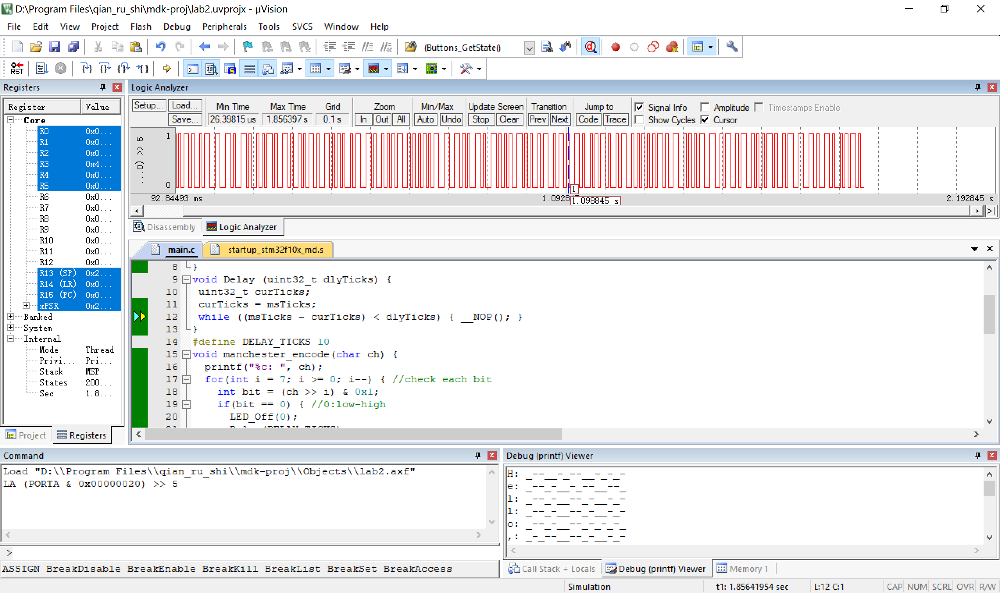 D:\Program Files\qian_ru_shi\mdk-proj\lab2.uvprojx - µVision
File Edit View Project Flash Debug Peripherals Tools SVCS Window Help
(Buttons_GetState()
RST
Registers
Register Value
Core
R0 0x0...
R1 0x0...
R2 0x0...
R3 0x4...
R4 0x0...
R5 0x0...
R6 0x0...
R7 0x0...
R8 0x0...
R9 0x0...
R10 0x0...
R11 0x0...
R12 0x0...
R13 (SP) 0x2...
R14 (LR) 0x0...
R15 (PC) 0x0...
xPSR 0x2...
Banked
System
Internal
Mode Thread
Privi... Pri...
Stack MSP
States 200...
Sec 1.8...
Project Registers
Logic Analyzer
Setup... Load... Min Time Max Time Grid Zoom Min/Max Update Screen Transition Jump to Signal Info Amplitude Timestamps Enable
Save... 26.39815 us 1.856397 s 0.1 s In Out All Auto Undo Stop Clear Prev Next Code Trace Show Cycles Cursor
...0) >> 5
1
0
1
92.84493 ms 1.0928 1.098845 s 2.192845 s
Disassembly Logic Analyzer
main.c startup_stm32f10x_md.s
8 }
9 void Delay (uint32_t dlyTicks) {
10 uint32_t curTicks;
11 curTicks = msTicks;
12 while ((msTicks - curTicks) < dlyTicks) { __NOP(); }
13 }
14 #define DELAY_TICKS 10
15 void manchester_encode(char ch) {
16 printf("%c: ", ch);
17 for(int i = 7; i >= 0; i--) { //check each bit
18 int bit = (ch >> i) & 0x1;
19 if(bit == 0) { //0:low-high
20 LED_Off(0);
Command
Load "D:\\Program Files\\qian_ru_shi\\mdk-proj\\Objects\\lab2.axf"
LA (PORTA & 0x00000020) >> 5
>
ASSIGN BreakDisable BreakEnable BreakKill BreakList BreakSet BreakAccess
Debug (printf) Viewer
H: _--__-_--__-_-_-
e: _--_-__-_--__--_
l: _--_-__--_-__-_-
l: _--_-__--_-__-_-
o: _--_-__--_-_-_-_
,: _-_--__--_-__-_-
Call Stack + Locals Debug (printf) Viewer Memory 1
Simulation t1: 1.85641954 sec L:12 C:1 CAP NUM SCRL OVR R/W